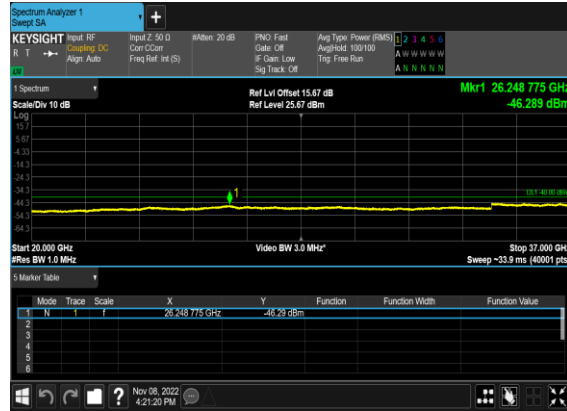 Spectrum Analyzer 1
Swept SA
+
KEYSIGHT Input: RF Input Z: 50 Ω #Atten: 20 dB PNO: Fast Avg Type: Power (RMS) 1 2 3 4 5 6
R T Coupling: DC Corr CCorr Gate: Off Avg|Hold: 100/100 A W W W W W
Align: Auto Freq Ref: Int (S) IF Gain: Low Trig: Free Run
Sig Track: Off A N N N N N
1 Spectrum Ref Lvl Offset 15.67 dB Mkr1 26.248 775 GHz
Scale/Div 10 dB Ref Level 25.67 dBm -46.289 dBm
Log
15.7
5.67
-4.33
-14.3
-24.3
-34.3 1 DL1 -40.00 dBm
-44.3
-54.3
-64.3
Start 20.000 GHz Video BW 3.0 MHz* Stop 37.000 GHz
#Res BW 1.0 MHz Sweep ~33.9 ms (40001 pts)
5 Marker Table
Mode Trace Scale X Y Function Function Width Function Value
1 N 1 f 26.248 775 GHz -46.29 dBm
2
3
4
5
6
? Nov 08, 2022
4:21:20 PM